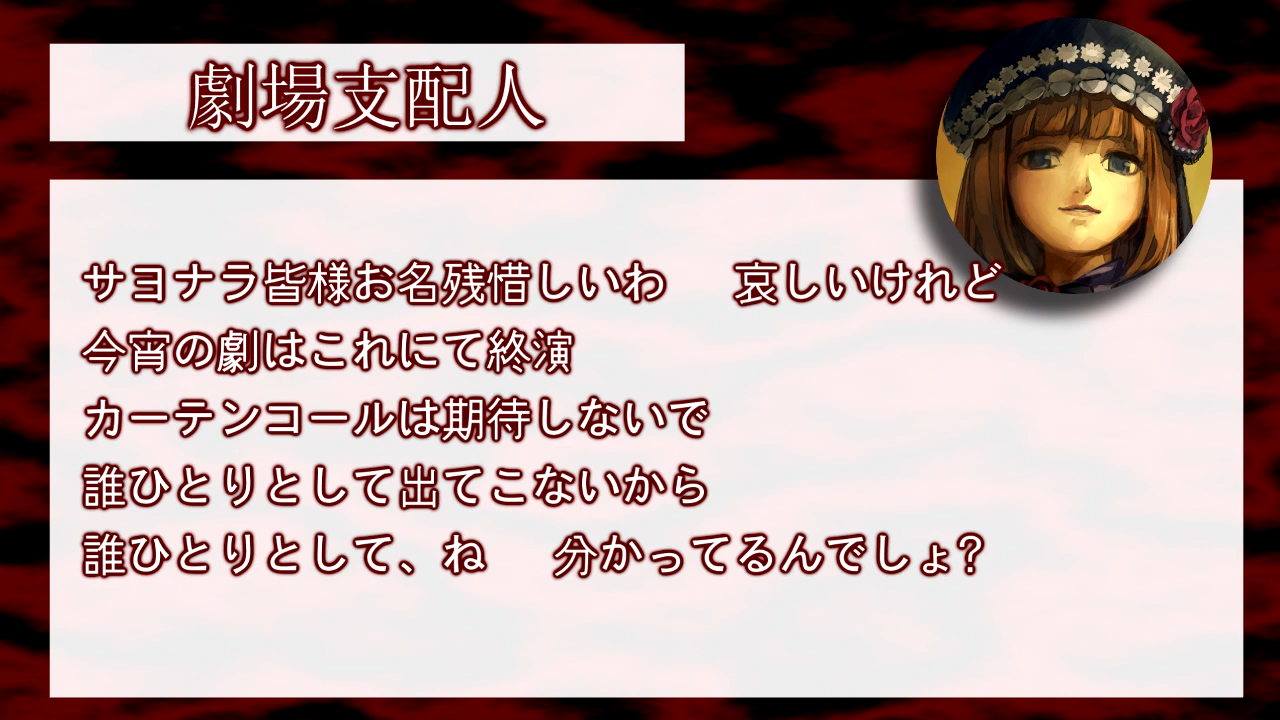 劇場支配人
サヨナラ皆様お名残惜しいわ　哀しいけれど
今宵の劇はこれにて終演
カーテンコールは期待しないで
誰ひとりとして出てこないから
誰ひとりとして、ね　分かってるんでしょ?